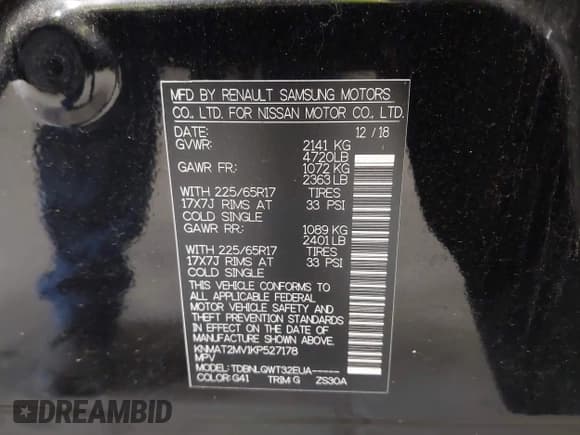 MFD BY RENAULT SAMSUNG MOTORS
CO., LTD. FOR NISSAN MOTOR CO., LTD.
DATE: 12 / 18
GVWR: 2141 KG
4720LB
GAWR FR: 1072 KG
2363 LB
WITH 225/65R17 TIRES
17X7J RIMS AT 33 PSI
COLD SINGLE
GAWR RR: 1089 KG
2401 LB
WITH 225/65R17 TIRES
17X7J RIMS AT 33 PSI
COLD SINGLE
THIS VEHICLE CONFORMS TO
ALL APPLICABLE FEDERAL
MOTOR VEHICLE SAFETY AND
THEFT PREVENTION STANDARDS
IN EFFECT ON THE DATE OF
MANUFACTURE SHOWN ABOVE.
KNMAT2MV1KP527178
MPV
MODEL: TDBNLQWT32EUA-----
COLOR:G41 TRIM:G ZS30A
DREAMBID